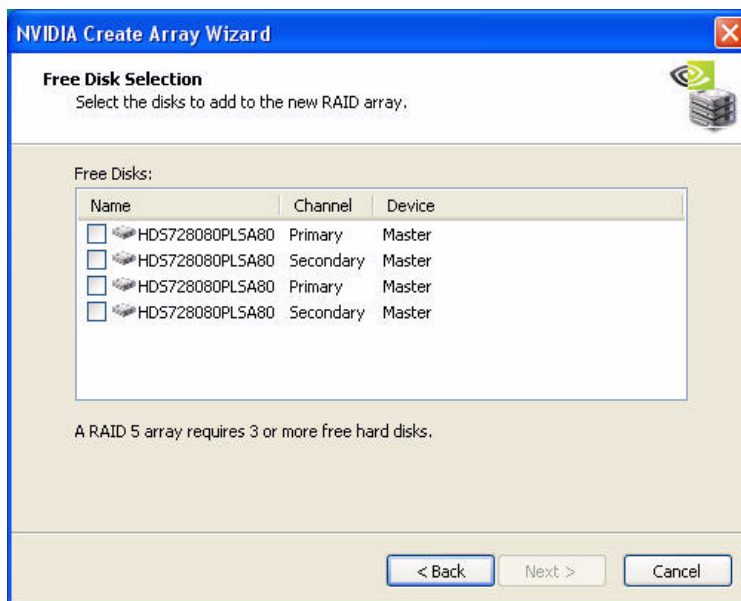 NVIDIA Create Array Wizard
Free Disk Selection
Select the disks to add to the new RAID array.
Free Disks:
Name Channel Device
HDS728080PLSA80 Primary Master
HDS728080PLSA80 Secondary Master
HDS728080PLSA80 Primary Master
HDS728080PLSA80 Secondary Master
A RAID 5 array requires 3 or more free hard disks.
< Back Next > Cancel